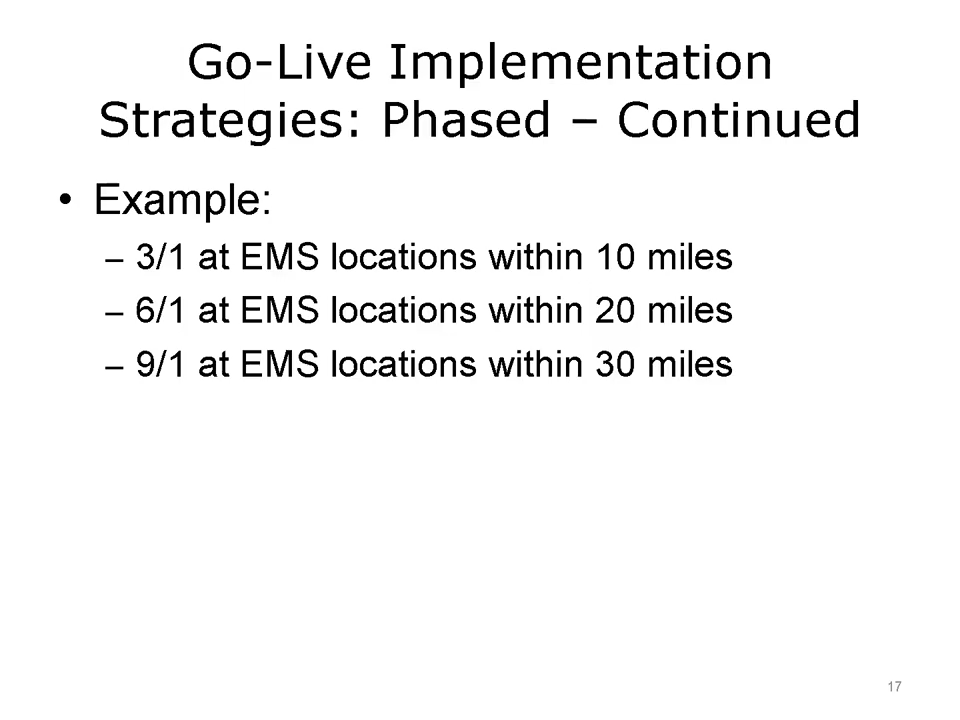 Go-Live Implementation
Strategies: Phased – Continued
• Example:
– 3/1 at EMS locations within 10 miles
– 6/1 at EMS locations within 20 miles
– 9/1 at EMS locations within 30 miles
17